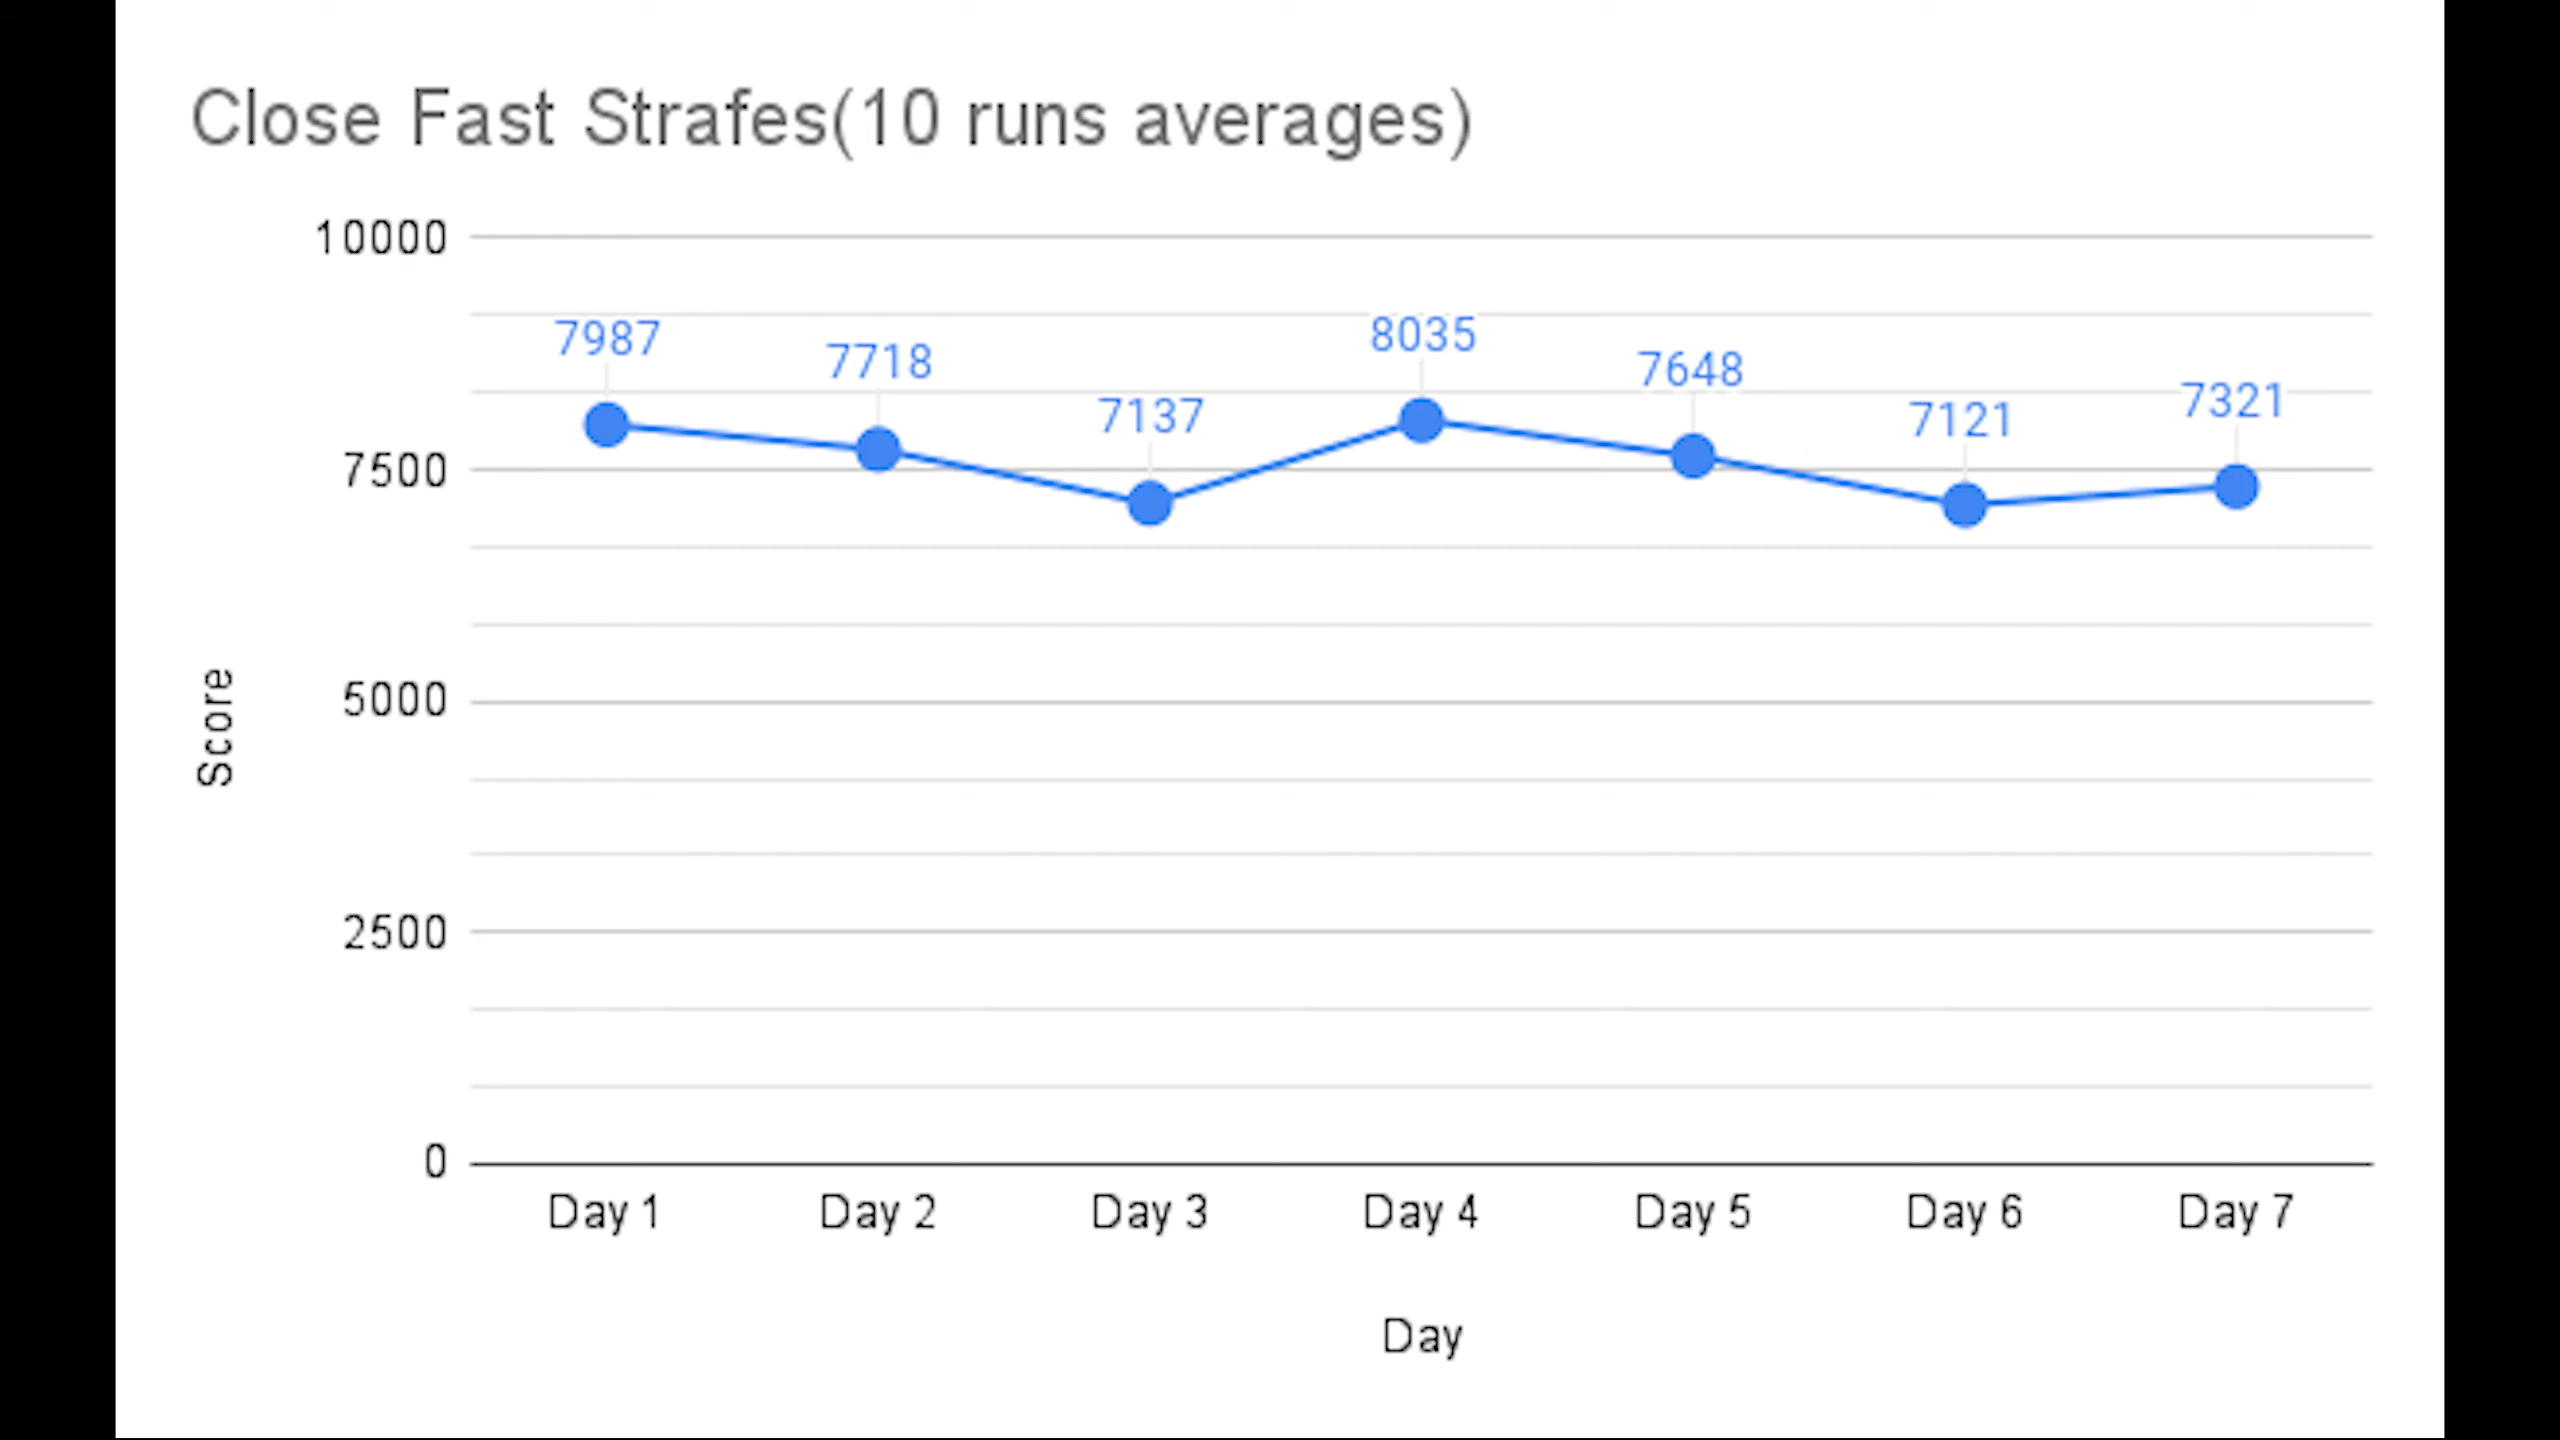 Close Fast Strafes(10 runs averages)
10000
7987
7718
7137
8035
7648
7121
7321
7500
5000
2500
0
Score
Day 1
Day 2
Day 3
Day 4
Day 5
Day 6
Day 7
Day